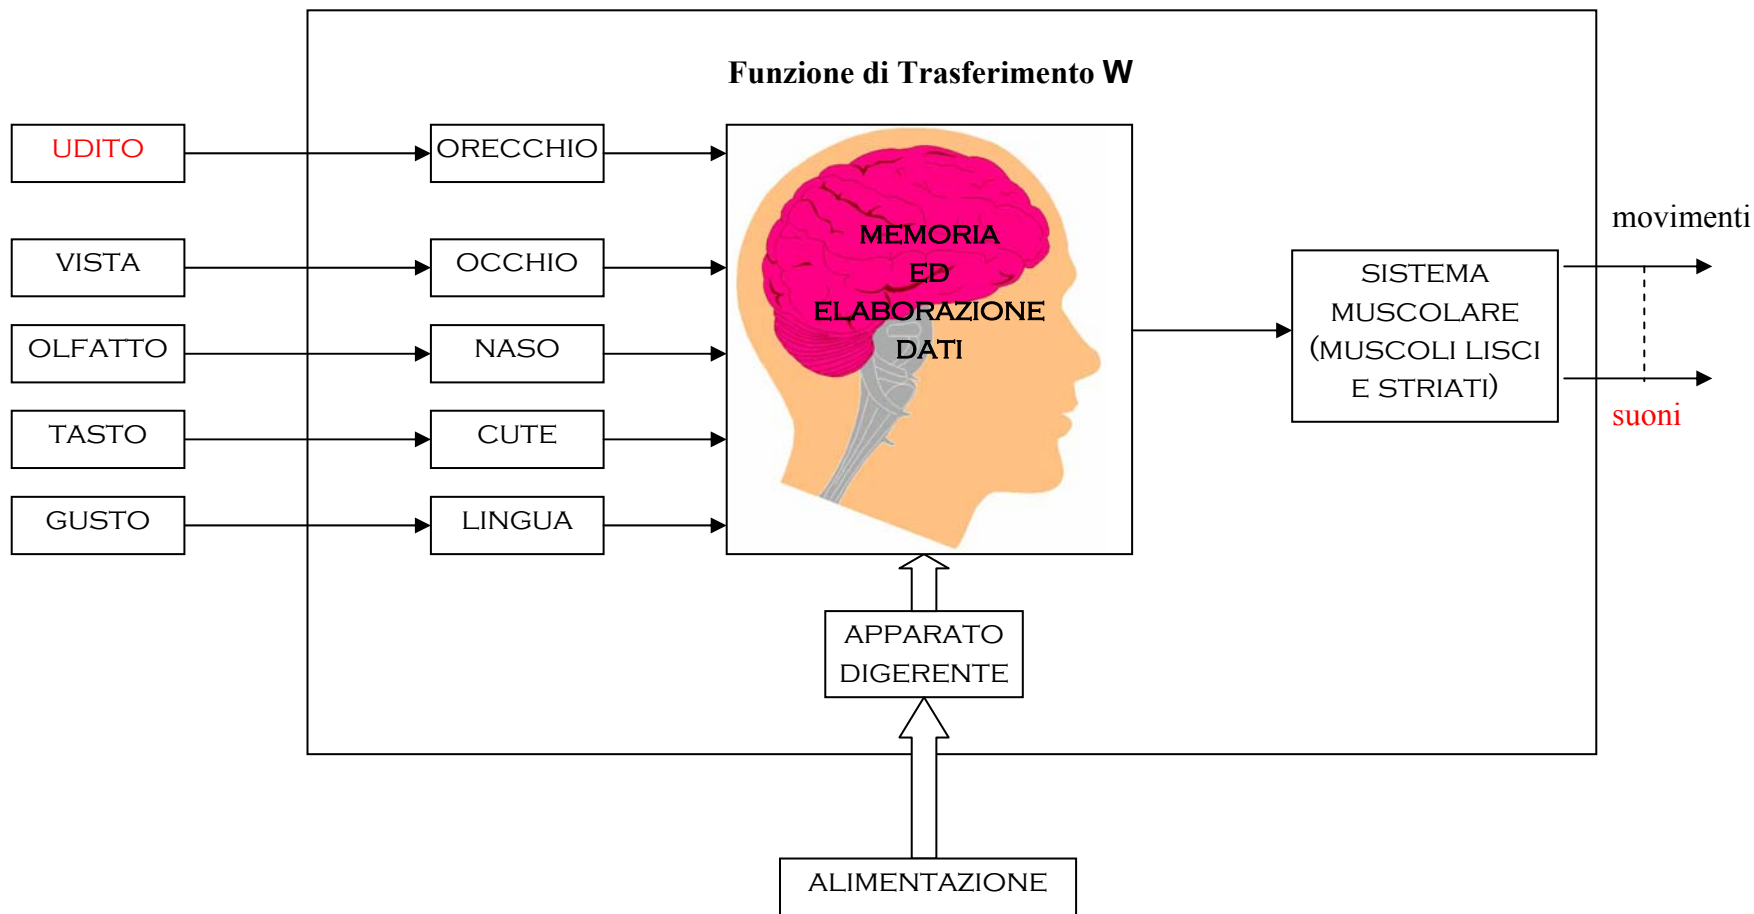 Funzione di Trasferimento W
UDITO
ORECCHIO
VISTA
OCCHIO
OLFATTO
NASO
TASTO
CUTE
GUSTO
LINGUA
MEMORIA
ED
ELABORAZIONE
DATI
SISTEMA
MUSCOLARE
(MUSCOLI LISCI
E STRIATI)
movimenti
suoni
APPARATO
DIGERENTE
ALIMENTAZIONE